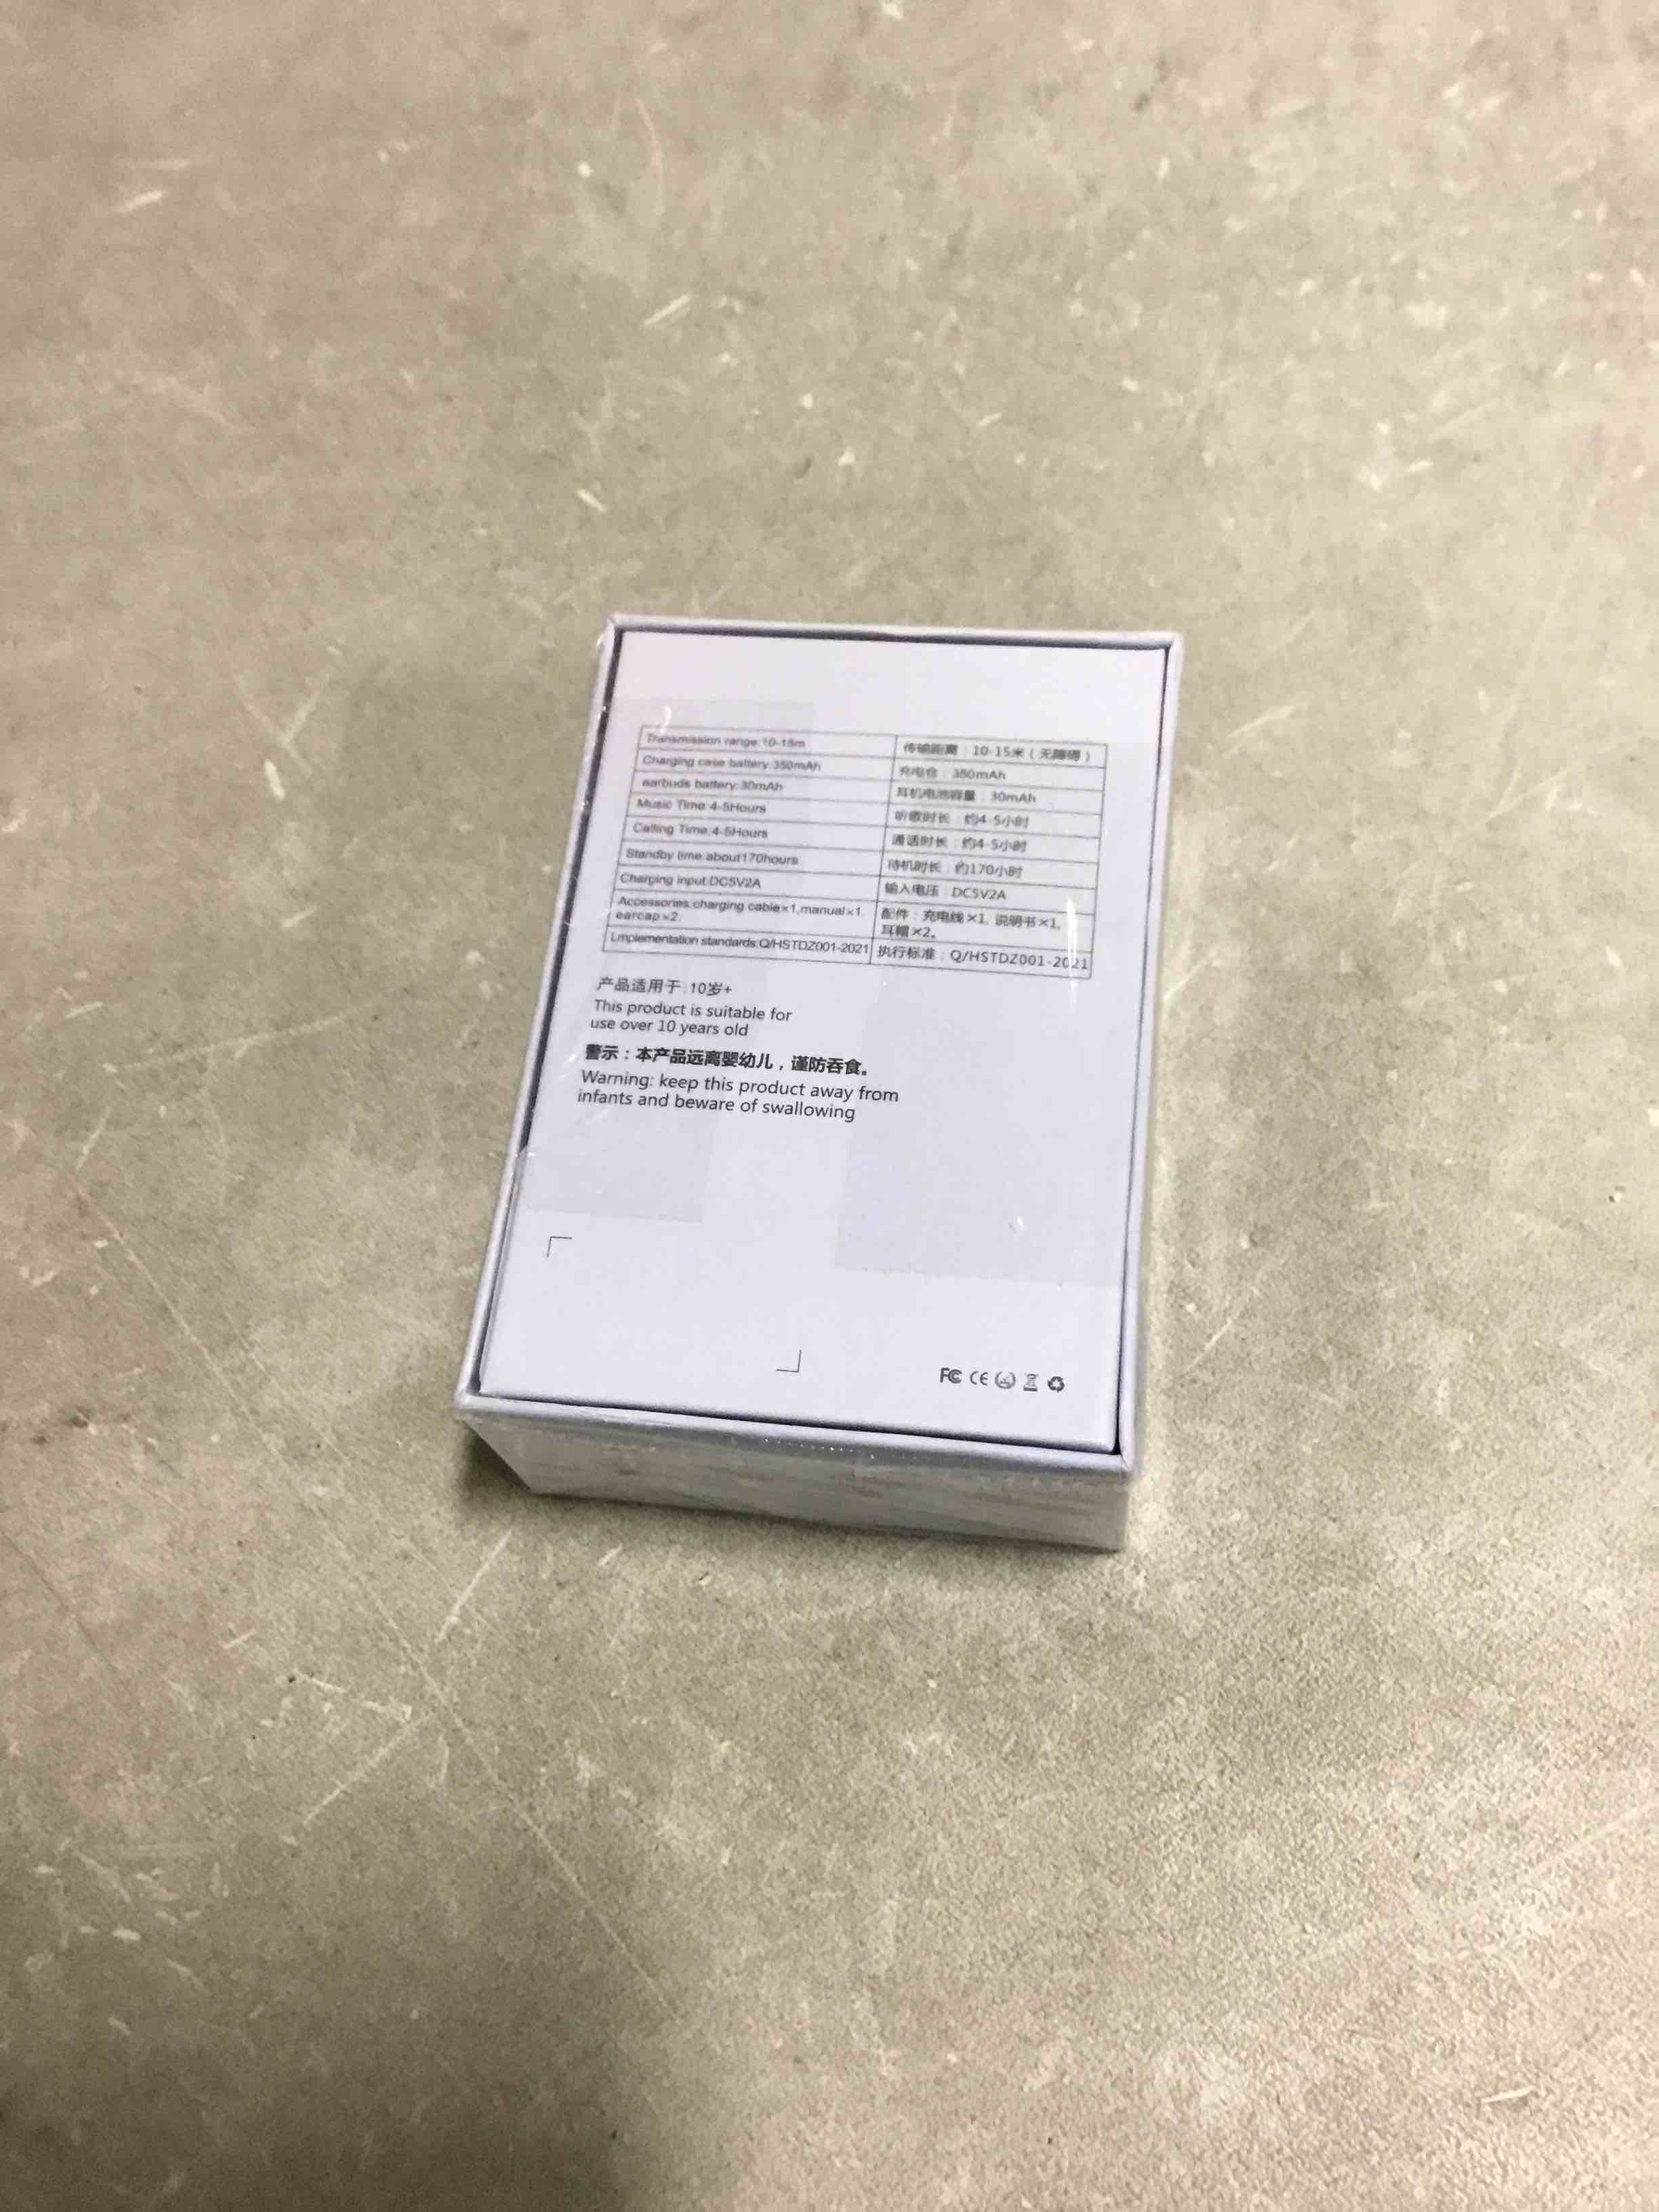 Transmission range:10-15m
传输距离：10-15米（无障碍）
Charging case battery:350mAh
充电仓：350mAh
earbuds battery:30mAh
耳机电池容量：30mAh
Music Time:4-5Hours
听歌时长：约4-5小时
Calling Time:4-5Hours
通话时长：约4-5小时
Standby time:about170hours
待机时长：约170小时
Charging input:DC5V2A
输入电压：DC5V2A
Accessories:charging cable×1,manual×1,
earcap×2
配件：充电线×1, 说明书×1,
耳帽×2。
Lmplementation standards:Q/HSTDZ001-2021
执行标准：Q/HSTDZ001-2021
产品适用于:10岁+
This product is suitable for
use over 10 years old
警示：本产品远离婴幼儿，谨防吞食。
Warning: keep this product away from
infants and beware of swallowing
FC CE